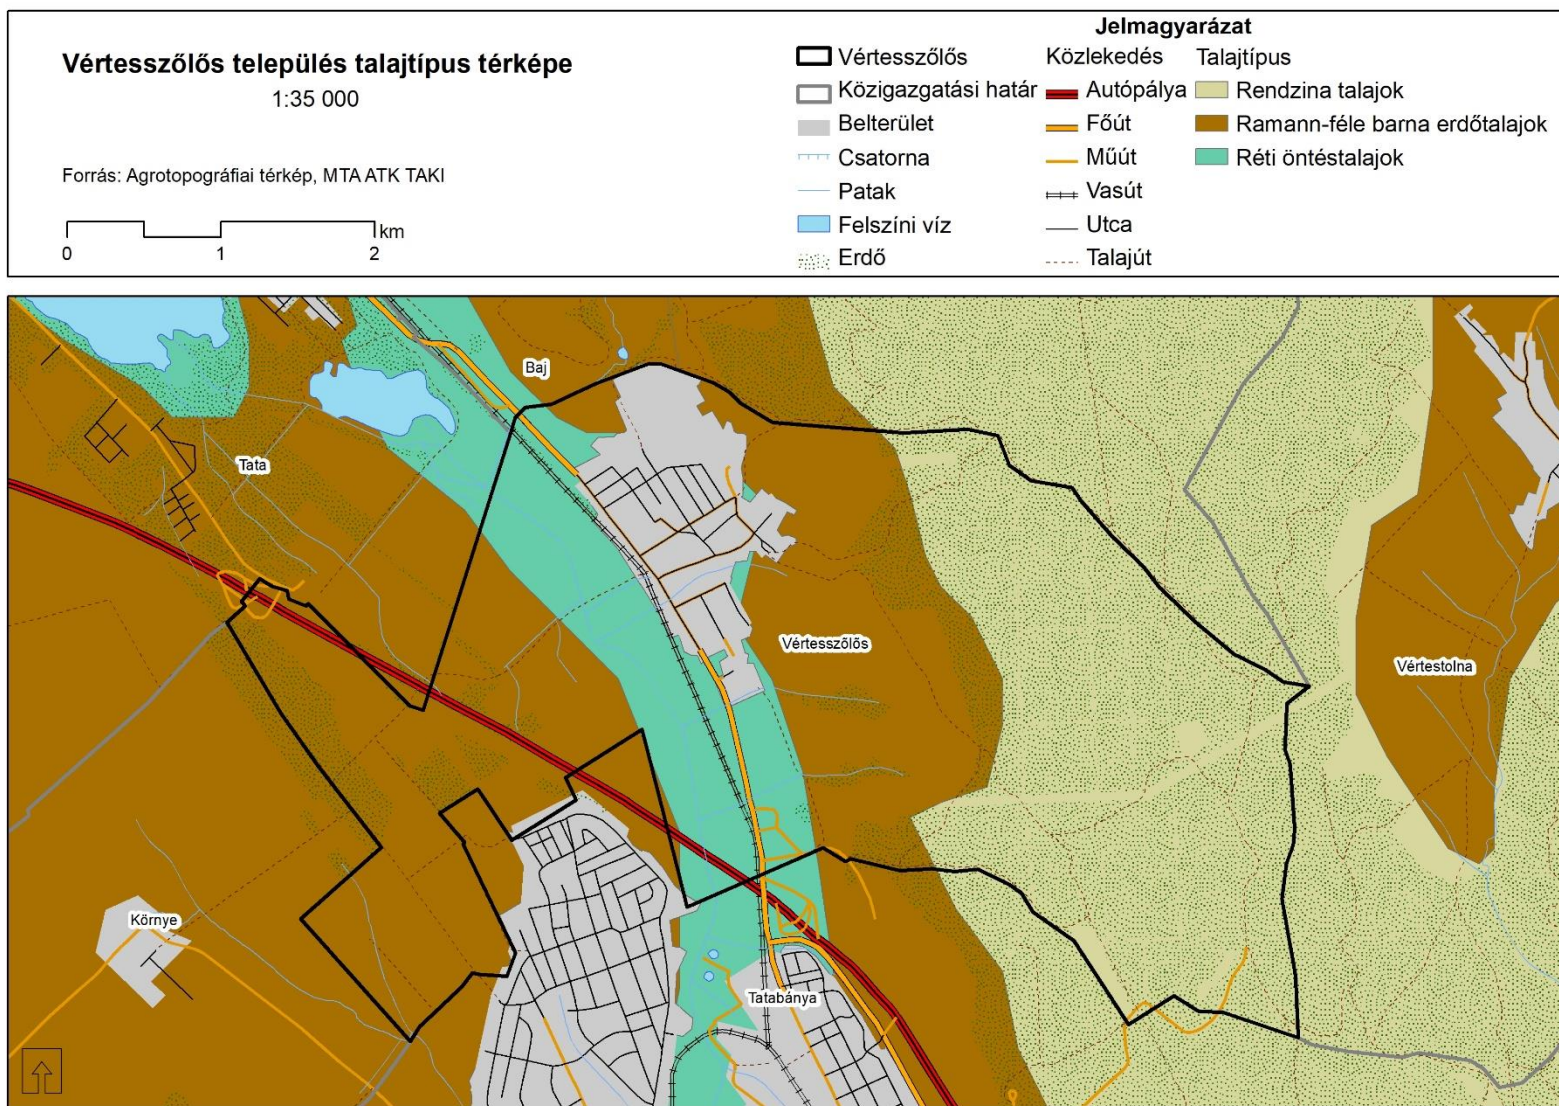 Vértesszőlős település talajtípus térképe
1:35 000
Forrás: Agrotopográfiai térkép, MTA ATK TAKI
km
0 1 2
Jelmagyarázat
Vértesszőlős
Közigazgatási határ
Belterület
Csatorna
Patak
Felszíni víz
Erdő
Közlekedés
Autópálya
Főút
Műút
Vasút
Utca
Talajút
Talajtípus
Rendzina talajok
Ramann-féle barna erdőtalajok
Réti öntéstalajok
Baj
Tata
Vértesszőlős
Vértestolna
Környe
Tatabánya